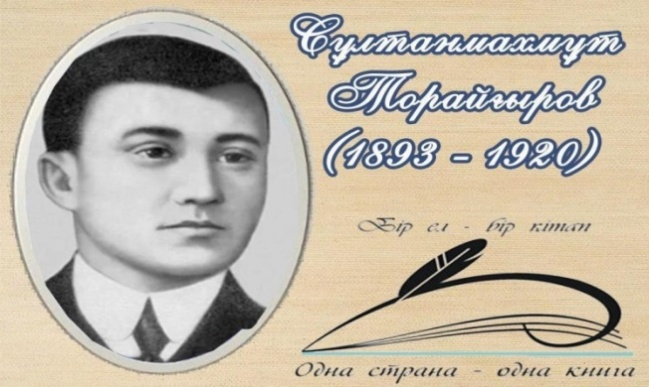 Сұлтанмахмұт
Торайғыров
(1893 - 1920)
Бір ел - бір кітап
Одна страна - одна книга